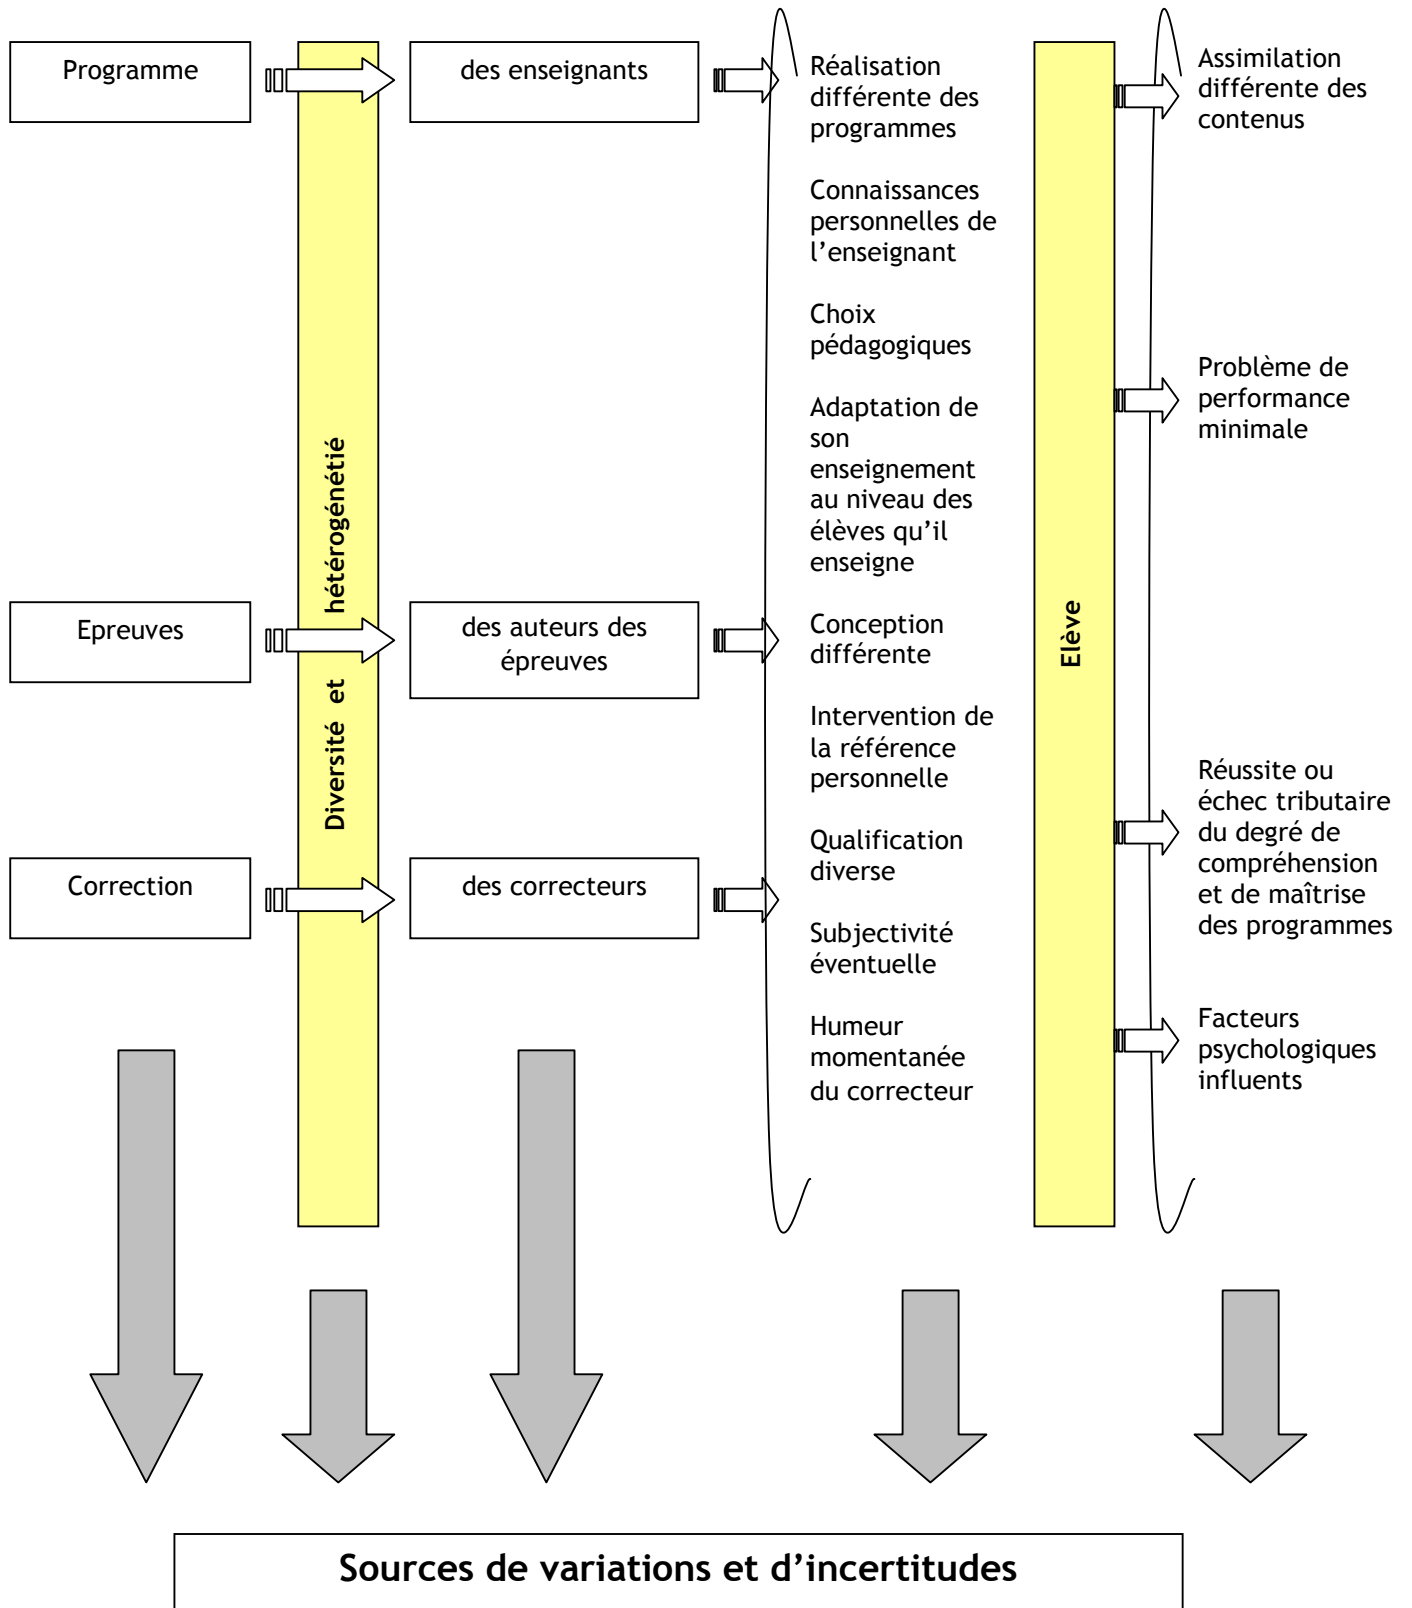 Programme
des enseignants
Réalisation
différente des
programmes
Connaissances
personnelles de
l’enseignant
Choix
pédagogiques
Adaptation de
son
enseignement
au niveau des
élèves qu’il
enseigne
Diversité et hétérogénétié
Epreuves
des auteurs des
épreuves
Conception
différente
Intervention de
la référence
personnelle
Correction
des correcteurs
Qualification
diverse
Subjectivité
éventuelle
Humeur
momentanée
du correcteur
Elève
Assimilation
différente des
contenus
Problème de
performance
minimale
Réussite ou
échec tributaire
du degré de
compréhension
et de maîtrise
des programmes
Facteurs
psychologiques
influents
Sources de variations et d’incertitudes